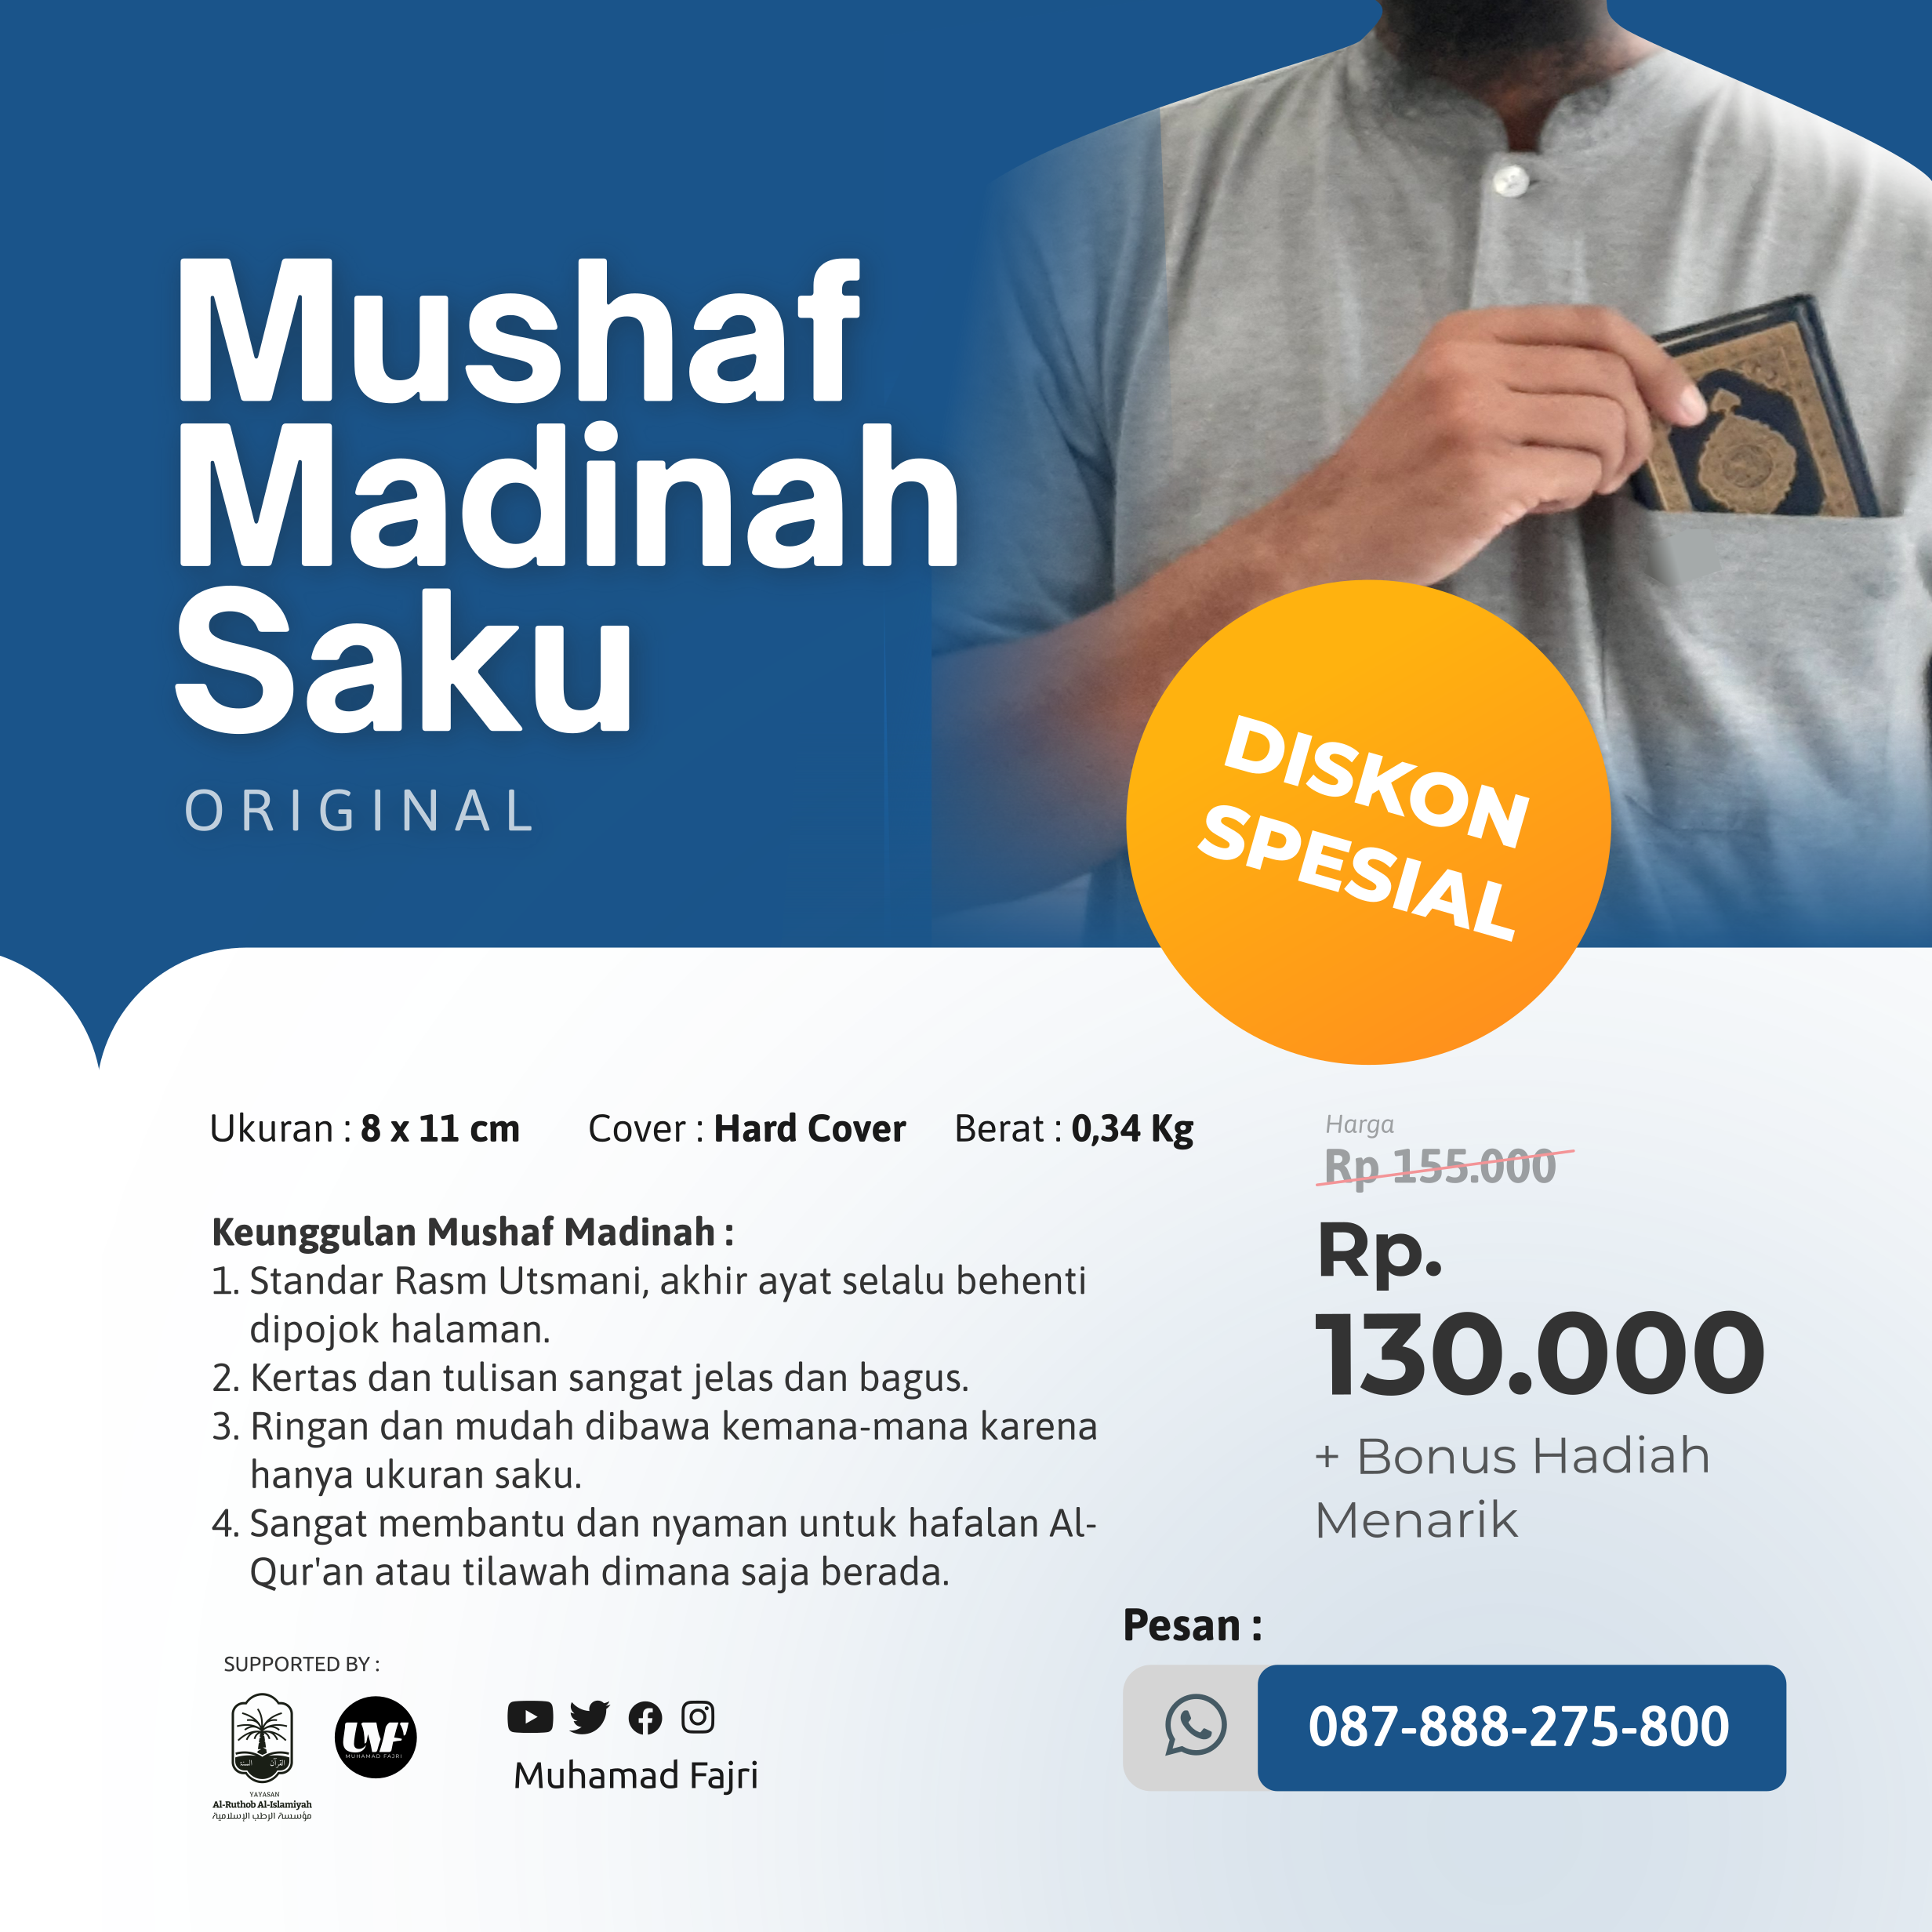 Mushaf
Madinah
Saku
ORIGINAL
DISKON
SPESIAL
Ukuran : 8 x 11 cm Cover : Hard Cover Berat : 0,34 Kg
Keunggulan Mushaf Madinah :
1. Standar Rasm Utsmani, akhir ayat selalu behenti
dipojok halaman.
2. Kertas dan tulisan sangat jelas dan bagus.
3. Ringan dan mudah dibawa kemana-mana karena
hanya ukuran saku.
4. Sangat membantu dan nyaman untuk hafalan Al-
Qur'an atau tilawah dimana saja berada.
Harga
Rp 155.000
Rp.
130.000
+ Bonus Hadiah
Menarik
Pesan :
087-888-275-800
SUPPORTED BY :
السنة القرآن
YAYASAN
Al-Ruthob Al-Islamiyah
مؤسسة الرطب الإسلامية
MUHAMAD FAJRI
Muhamad Fajri